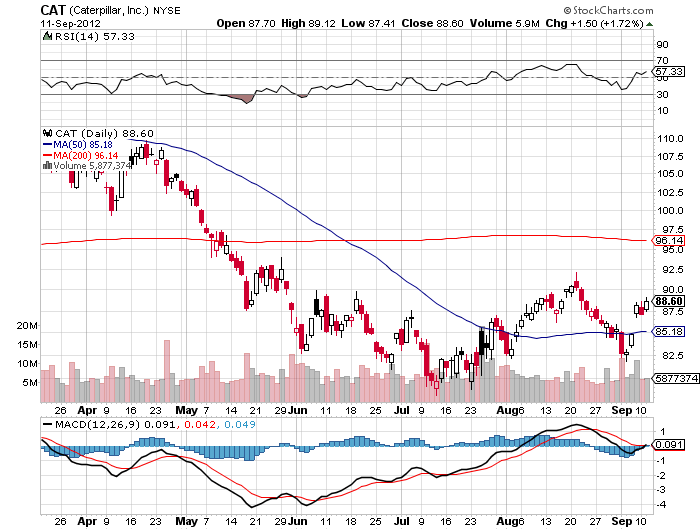 CAT (Caterpillar, Inc.) NYSE © StockCharts.com
11-Sep-2012 Open 87.70 High 89.12 Low 87.41 Close 88.60 Volume 5.9M Chg +1.50 (+1.72%)
RSI(14) 57.33
90
70
57.33
50
30
10
CAT (Daily) 88.60
MA(50) 85.18
MA(200) 96.14
Volume 5,877,374
110.0
107.5
105.0
102.5
100.0
97.5
96.14
95.0
92.5
90.0
88.60
87.5
85.18
82.5
5877374
20M
15M
10M
5M
26 Apr 9 16 23 May 7 14 21 Jun 11 18 25 Jul 9 16 23 Aug 6 13 20 27 Sep 10
MACD(12,26,9) 0.091, 0.042, 0.049
1
0.091
-1
-2
-3
-4
26 Apr 9 16 23 May 7 14 21 Jun 11 18 25 Jul 9 16 23 Aug 6 13 20 27 Sep 10